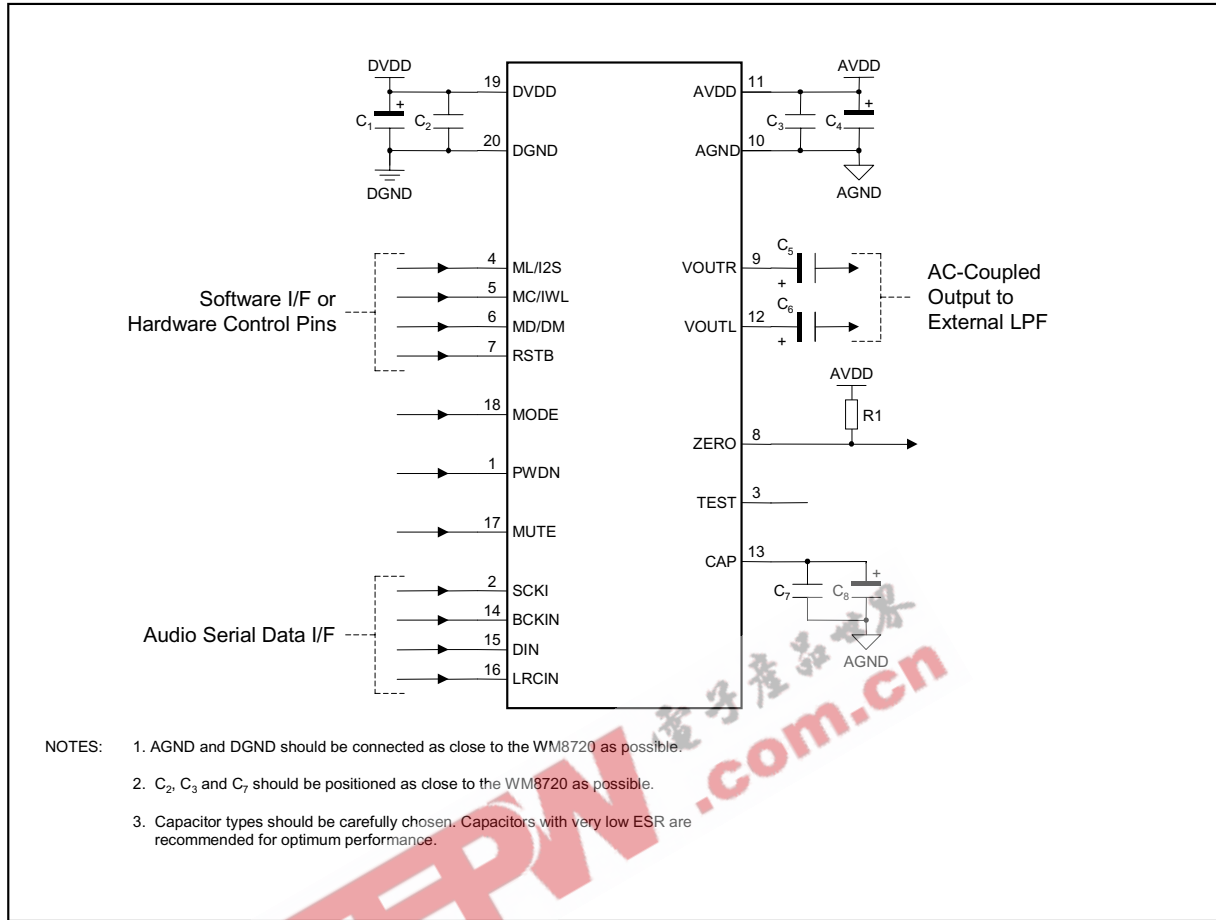 DVDD
19
DVDD
+
C1
C2
20
DGND
DGND
AVDD
11
AVDD
+
C3
C4
10
AGND
AGND
4
ML/I2S
5
MC/IWL
6
MD/DM
7
RSTB
Software I/F or
Hardware Control Pins
18
MODE
1
PWDN
17
MUTE
2
SCKI
14
BCKIN
15
DIN
16
LRCIN
Audio Serial Data I/F
C5
9
VOUTR
+
C6
12
VOUTL
+
AC-Coupled
Output to
External LPF
AVDD
R1
8
ZERO
3
TEST
13
CAP
+
C7
C8
AGND
NOTES:
1. AGND and DGND should be connected as close to the WM8720 as possible.
2. C2, C3 and C7 should be positioned as close to the WM8720 as possible.
3. Capacitor types should be carefully chosen. Capacitors with very low ESR are
recommended for optimum performance.
電子產品世界
.com.cn